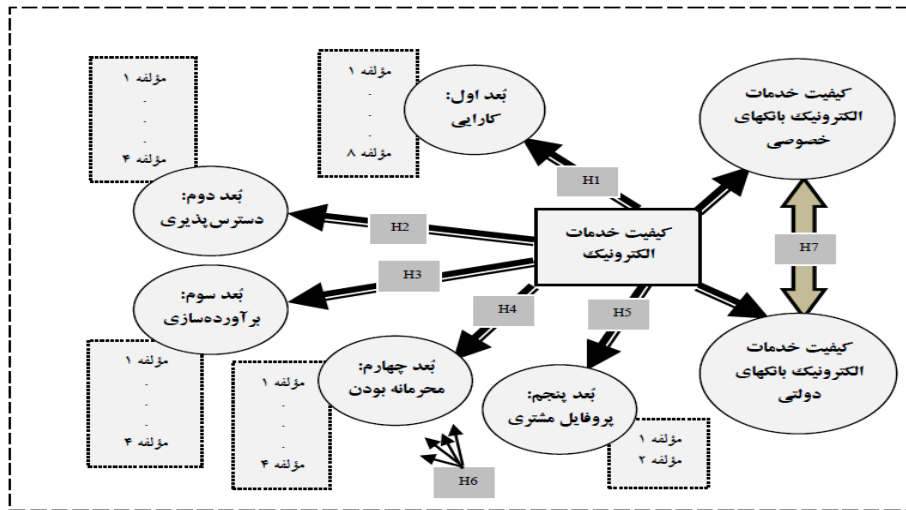 مؤلفه ۱
.
.
.
مؤلفه ۴
مؤلفه ۱
.
.
.
مؤلفه ۸
بُعد اول:
کارایی
کیفیت خدمات
الکترونیک بانکهای
خصوصی
H1
بُعد دوم:
دسترس‌پذیری
H2
کیفیت خدمات
الکترونیک
H7
H3
بُعد سوم:
برآورده‌سازی
H4
H5
کیفیت خدمات
الکترونیک بانکهای
دولتی
بُعد چهارم:
محرمانه بودن
بُعد پنجم:
پروفایل مشتری
مؤلفه ۱
.
.
.
مؤلفه ۴
مؤلفه ۱
.
.
.
مؤلفه ۴
مؤلفه ۱
مؤلفه ۲
H6